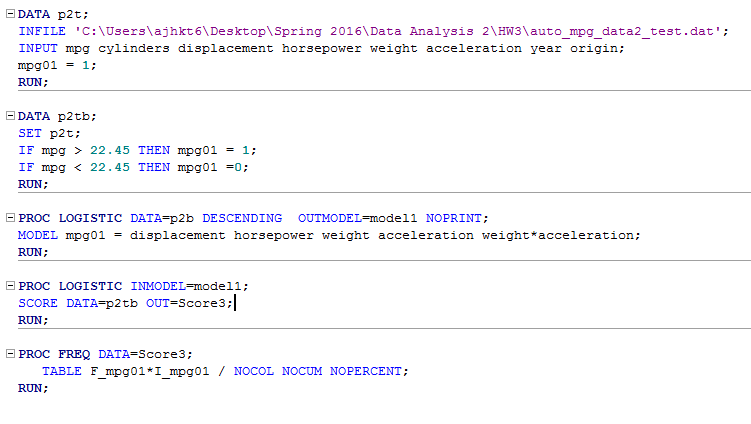 DATA p2t;
INFILE 'C:\Users\ajhkt6\Desktop\Spring 2016\Data Analysis 2\HW3\auto_mpg_data2_test.dat';
INPUT mpg cylinders displacement horsepower weight acceleration year origin;
mpg01 = 1;
RUN;
DATA p2tb;
SET p2t;
IF mpg > 22.45 THEN mpg01 = 1;
IF mpg < 22.45 THEN mpg01 =0;
RUN;
PROC LOGISTIC DATA=p2b DESCENDING  OUTMODEL=model1 NOPRINT;
MODEL mpg01 = displacement horsepower weight acceleration weight*acceleration;
RUN;
PROC LOGISTIC INMODEL=model1;
SCORE DATA=p2tb OUT=Score3;
RUN;
PROC FREQ DATA=Score3;
TABLE F_mpg01*I_mpg01 / NOCOL NOCUM NOPERCENT;
RUN;